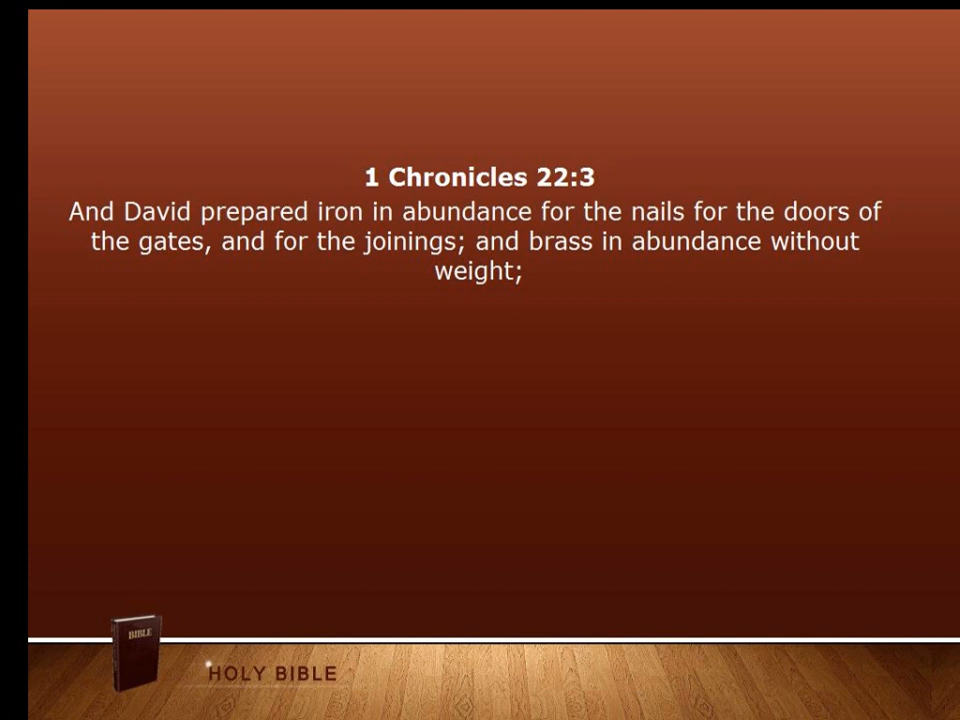 1 Chronicles 22:3
And David prepared iron in abundance for the nails for the doors of
the gates, and for the joinings; and brass in abundance without
weight;
BIBLE
HOLY BIBLE